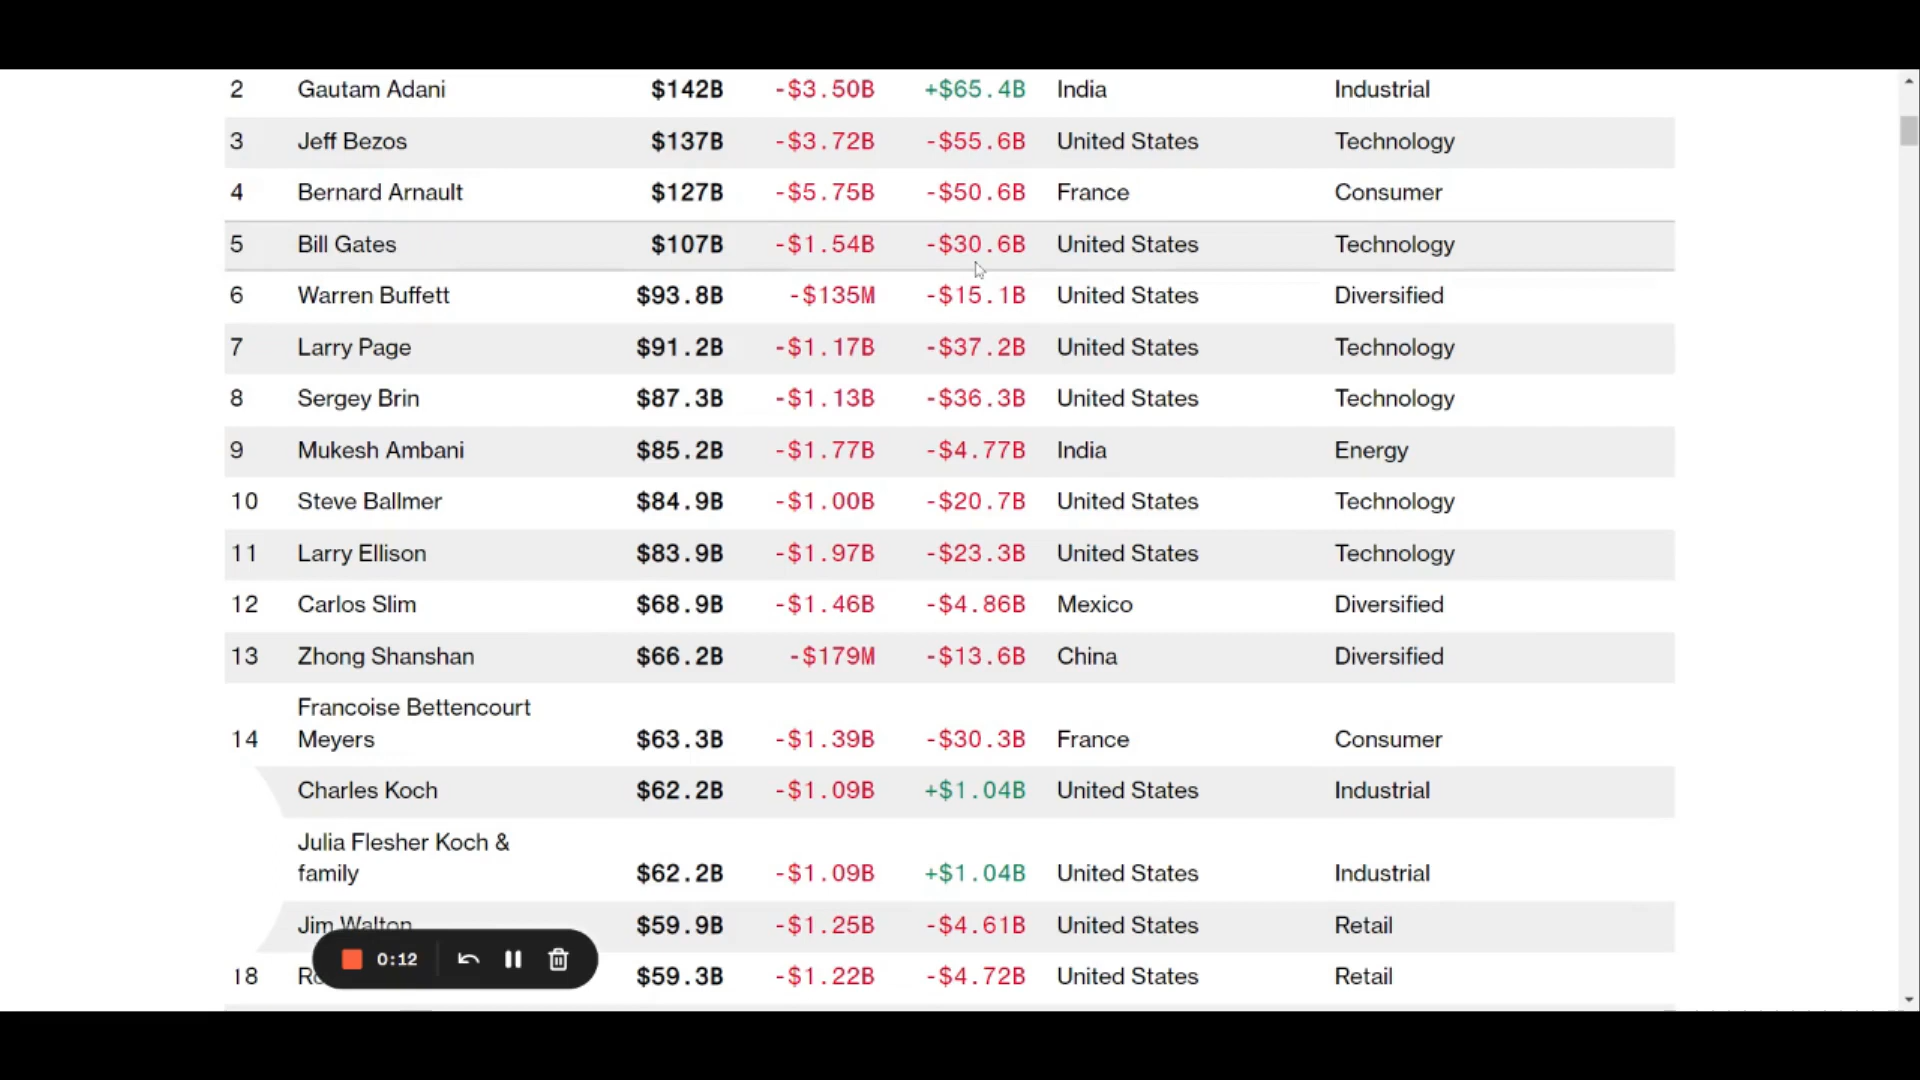 2 Gautam Adani $142B -$3.50B +$65.4B India Industrial
3 Jeff Bezos $137B -$3.72B -$55.6B United States Technology
4 Bernard Arnault $127B -$5.75B -$50.6B France Consumer
5 Bill Gates $107B -$1.54B -$30.6B United States Technology
6 Warren Buffett $93.8B -$135M -$15.1B United States Diversified
7 Larry Page $91.2B -$1.17B -$37.2B United States Technology
8 Sergey Brin $87.3B -$1.13B -$36.3B United States Technology
9 Mukesh Ambani $85.2B -$1.77B -$4.77B India Energy
10 Steve Ballmer $84.9B -$1.00B -$20.7B United States Technology
11 Larry Ellison $83.9B -$1.97B -$23.3B United States Technology
12 Carlos Slim $68.9B -$1.46B -$4.86B Mexico Diversified
13 Zhong Shanshan $66.2B -$179M -$13.6B China Diversified
Francoise Bettencourt
14 Meyers $63.3B -$1.39B -$30.3B France Consumer
Charles Koch $62.2B -$1.09B +$1.04B United States Industrial
Julia Flesher Koch &
family $62.2B -$1.09B +$1.04B United States Industrial
Jim Walton $59.9B -$1.25B -$4.61B United States Retail
0:12
18 $59.3B -$1.22B -$4.72B United States Retail